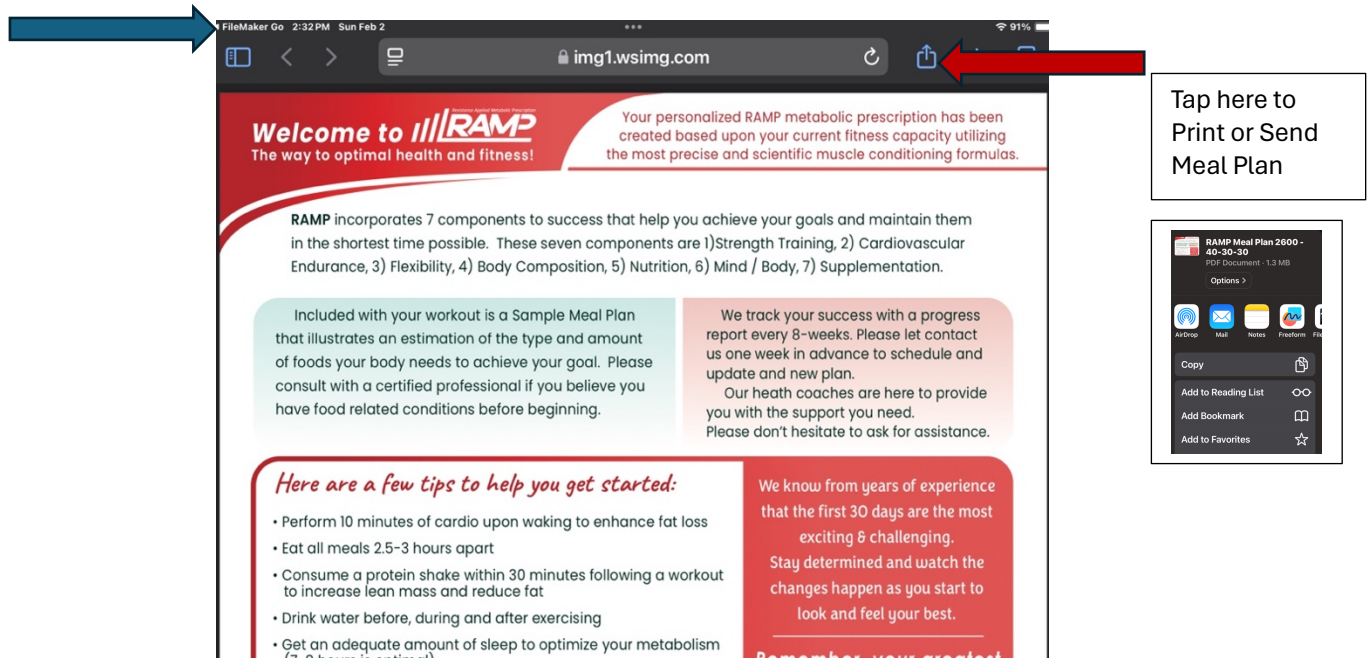 FileMaker Go 2:32 PM Sun Feb 2
91%
img1.wsimg.com
Welcome to RAMP
Resistance Applied Metabolic Prescription
The way to optimal health and fitness!
Your personalized RAMP metabolic prescription has been
created based upon your current fitness capacity utilizing
the most precise and scientific muscle conditioning formulas.
RAMP incorporates 7 components to success that help you achieve your goals and maintain them
in the shortest time possible. These seven components are 1)Strength Training, 2) Cardiovascular
Endurance, 3) Flexibility, 4) Body Composition, 5) Nutrition, 6) Mind / Body, 7) Supplementation.
Included with your workout is a Sample Meal Plan
that illustrates an estimation of the type and amount
of foods your body needs to achieve your goal. Please
consult with a certified professional if you believe you
have food related conditions before beginning.
We track your success with a progress
report every 8-weeks. Please let contact
us one week in advance to schedule and
update and new plan.
Our heath coaches are here to provide
you with the support you need.
Please don't hesitate to ask for assistance.
Here are a few tips to help you get started:
• Perform 10 minutes of cardio upon waking to enhance fat loss
• Eat all meals 2.5-3 hours apart
• Consume a protein shake within 30 minutes following a workout
to increase lean mass and reduce fat
• Drink water before, during and after exercising
• Get an adequate amount of sleep to optimize your metabolism
We know from years of experience
that the first 30 days are the most
exciting & challenging.
Stay determined and watch the
changes happen as you start to
look and feel your best.
Remember, your greatest
Tap here to
Print or Send
Meal Plan
RAMP Meal Plan 2600 -
40-30-30
PDF Document · 1.3 MB
Options >
AirDrop Mail Notes Freeform
Copy
Add to Reading List
Add Bookmark
Add to Favorites